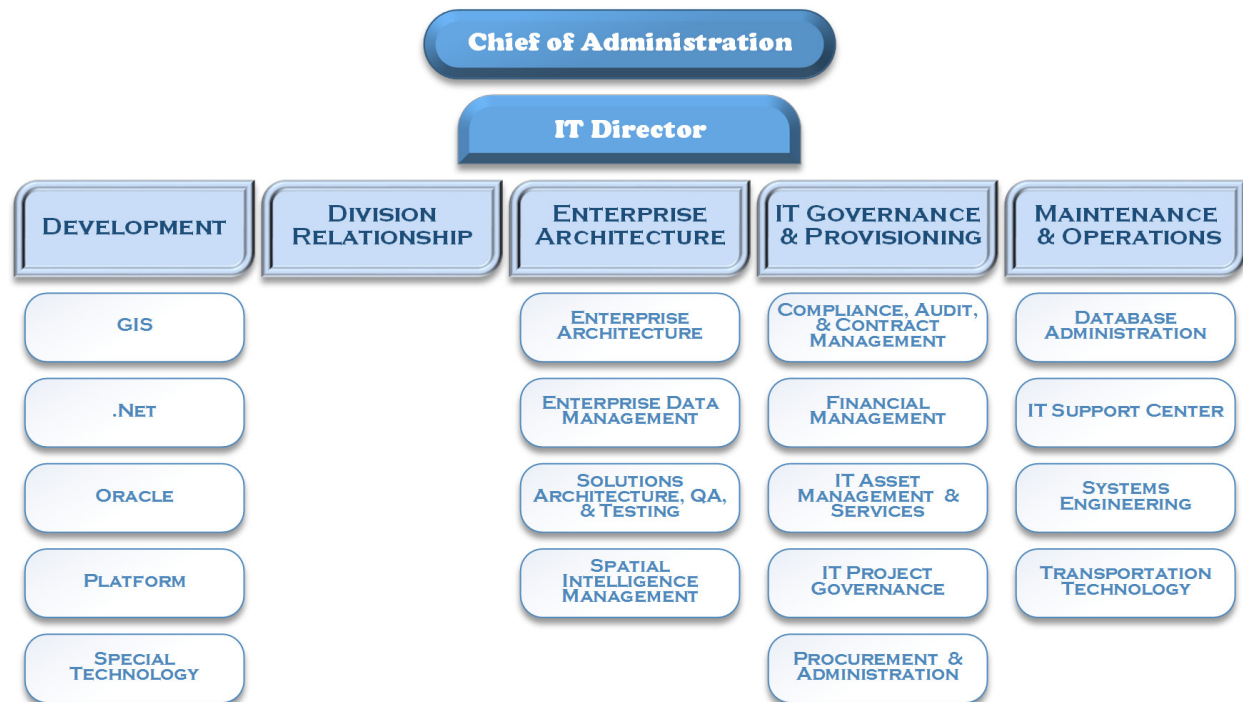 Chief of Administration
IT Director
DEVELOPMENT
DIVISION
RELATIONSHIP
ENTERPRISE
ARCHITECTURE
IT GOVERNANCE
& PROVISIONING
MAINTENANCE
& OPERATIONS
GIS
.NET
ORACLE
PLATFORM
SPECIAL
TECHNOLOGY
ENTERPRISE
ARCHITECTURE
ENTERPRISE DATA
MANAGEMENT
SOLUTIONS
ARCHITECTURE, QA,
& TESTING
SPATIAL
INTELLIGENCE
MANAGEMENT
COMPLIANCE, AUDIT,
& CONTRACT
MANAGEMENT
FINANCIAL
MANAGEMENT
IT ASSET
MANAGEMENT &
SERVICES
IT PROJECT
GOVERNANCE
PROCUREMENT &
ADMINISTRATION
DATABASE
ADMINISTRATION
IT SUPPORT CENTER
SYSTEMS
ENGINEERING
TRANSPORTATION
TECHNOLOGY